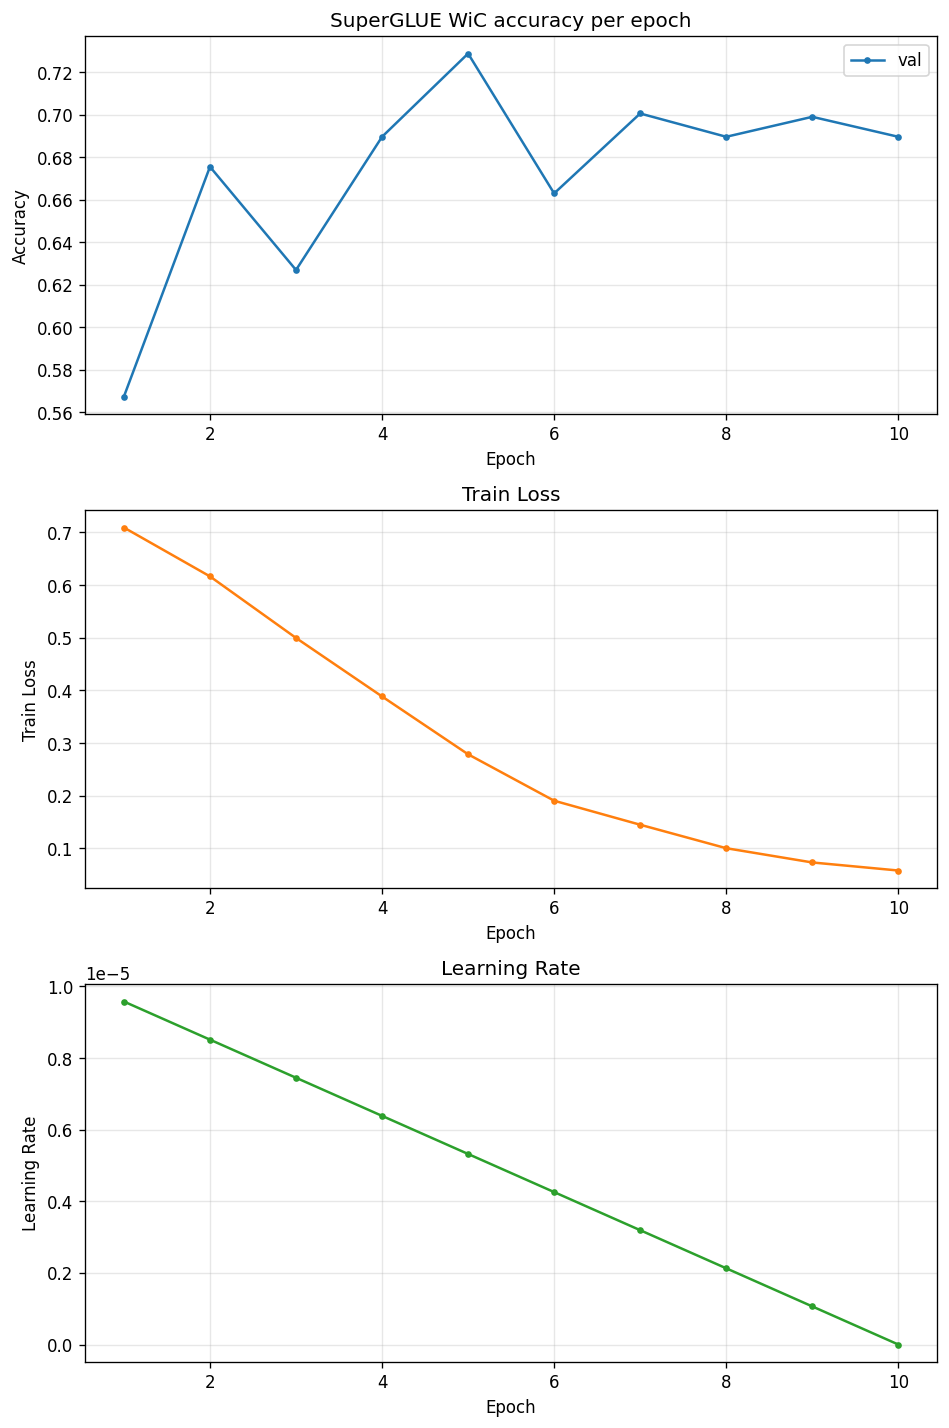 SuperGLUE WiC accuracy per epoch
val
Accuracy
0.72
0.70
0.68
0.66
0.64
0.62
0.60
0.58
0.56
2 4 6 8 10
Epoch
Train Loss
Train Loss
0.7
0.6
0.5
0.4
0.3
0.2
0.1
2 4 6 8 10
Epoch
Learning Rate
1e−5
Learning Rate
1.0
0.8
0.6
0.4
0.2
0.0
2 4 6 8 10
Epoch